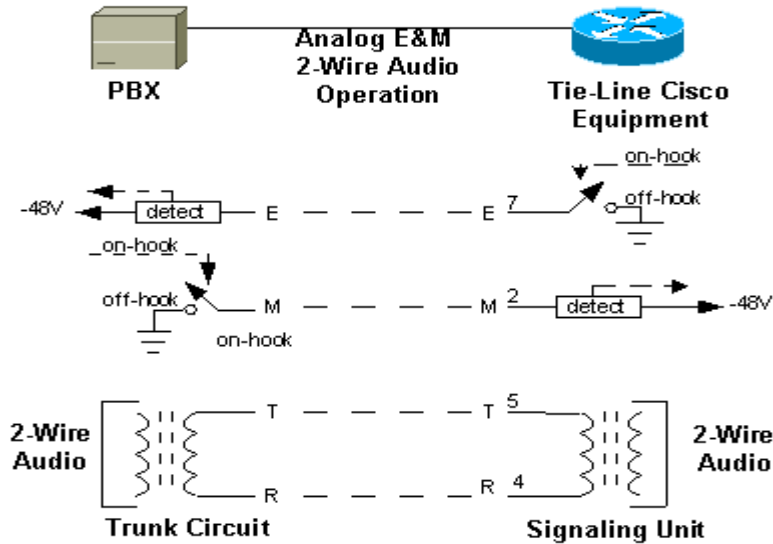 Analog E&M
2-Wire Audio
Operation
PBX
Tie-Line Cisco
Equipment
on-hook
-48V
detect
E
E
7
off-hook
on-hook
off-hook
M
M
2
detect
-48V
on-hook
2-Wire
Audio
T
T
5
2-Wire
Audio
R
R
4
Trunk Circuit
Signaling Unit